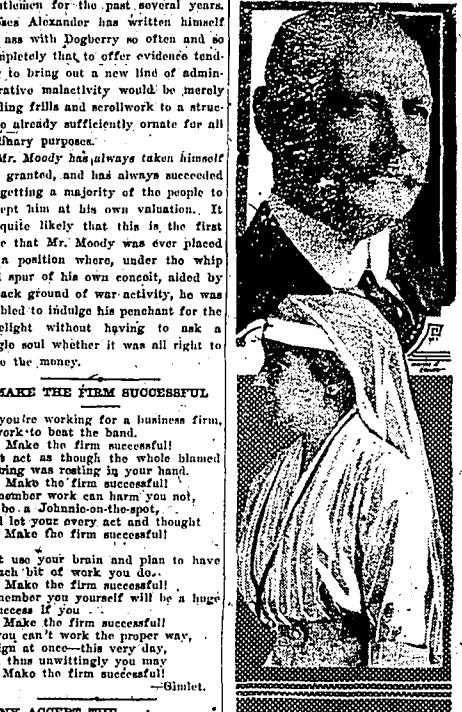 ntlemen for the past several years.
ses Alexander has written himself
ass with Dogberry so often and so
mpletely that to offer evidence tend-
to bring out a new line of admin-
rative malactivity would be merely
ding frills and scrollwork to a struc-
e already sufficiently ornate for all
dinary purposes.
Mr. Moody has always taken himself
granted, and has always succeeded
getting a majority of the people to
ept him at his own valuation. It
quite likely that this is the first
e that Mr. Moody was ever placed
a position where, under the whip
spur of his own conceit, aided by
ack ground of war activity, he was
bled to indulge his penchant for the
elight without having to ask a
gle soul whether it was all right to
the money.
MAKE THE FIRM SUCCESSFUL
you're working for a business firm,
work to beat the band.
Make the firm successful!
t act as though the whole blamed
thing was resting in your hand.
Make the firm successful!
member work can harm you not,
be a Johnnie-on-the-spot,
d let your every act and thought
Make the firm successful!
t use your brain and plan to have
each bit of work you do.
Make the firm successful!
member you yourself will be a huge
uccess if you
Make the firm successful!
you can't work the proper way,
ign at once—this very day,
thus unwittingly you may
Make the firm successful!
—Gimlet.
ACCEPT THE